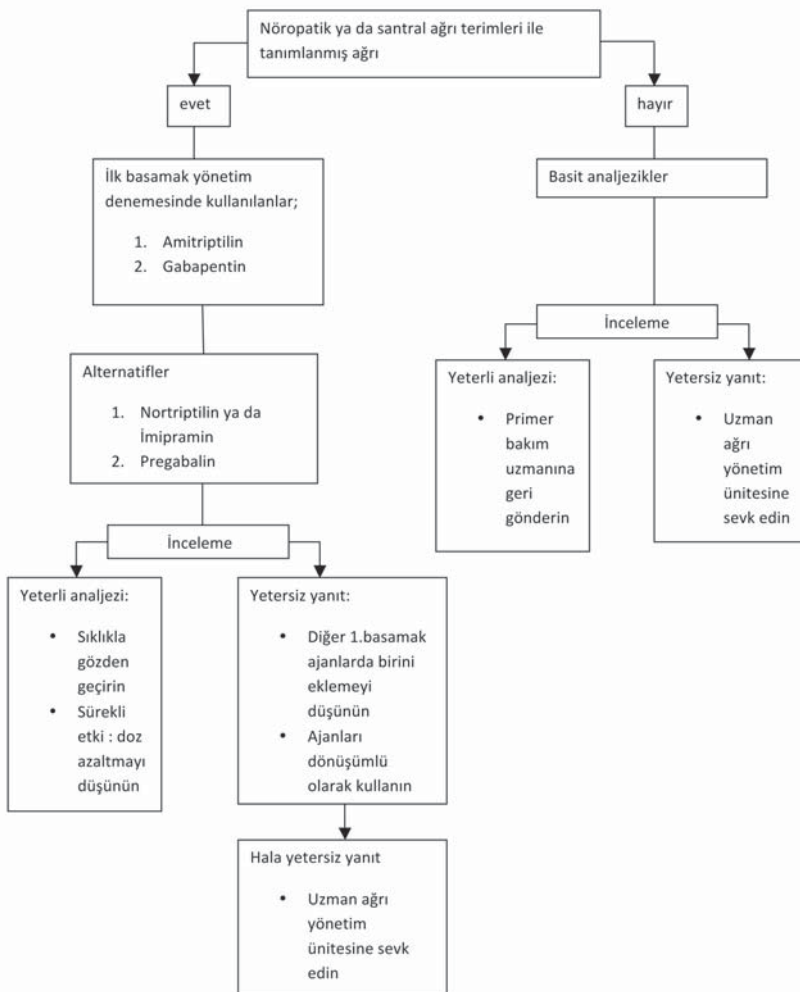 Nöropatik ya da santral ağrı terimleri ile
tanımlanmış ağrı
evet
hayır
İlk basamak yönetim
denemesinde kullanılanlar;
1. Amitriptilin
2. Gabapentin
Basit analjezikler
Alternatifler
1. Nortriptilin ya da
İmipramin
2. Pregabalin
İnceleme
Yeterli analjezi:
• Primer
bakım
uzmanına
geri
gönderin
Yetersiz yanıt:
• Uzman
ağrı
yönetim
ünitesine
sevk edin
İnceleme
Yeterli analjezi:
• Sıklıkla
gözden
geçirin
• Sürekli
etki : doz
azaltmayı
düşünün
Yetersiz yanıt:
• Diğer 1.basamak
ajanlarda birini
eklemeyi
düşünün
• Ajanları
dönüşümlü
olarak kullanın
Hala yetersiz yanıt
• Uzman ağrı
yönetim
ünitesine sevk
edin